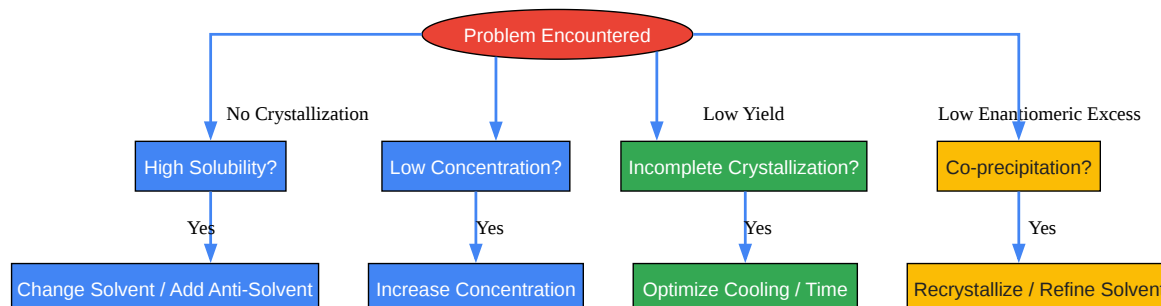 Problem Encountered
No Crystallization
Low Yield
Low Enantiomeric Excess
High Solubility?
Low Concentration?
Incomplete Crystallization?
Co-precipitation?
Yes
Yes
Yes
Yes
Change Solvent / Add Anti-Solvent
Increase Concentration
Optimize Cooling / Time
Recrystallize / Refine Solvent